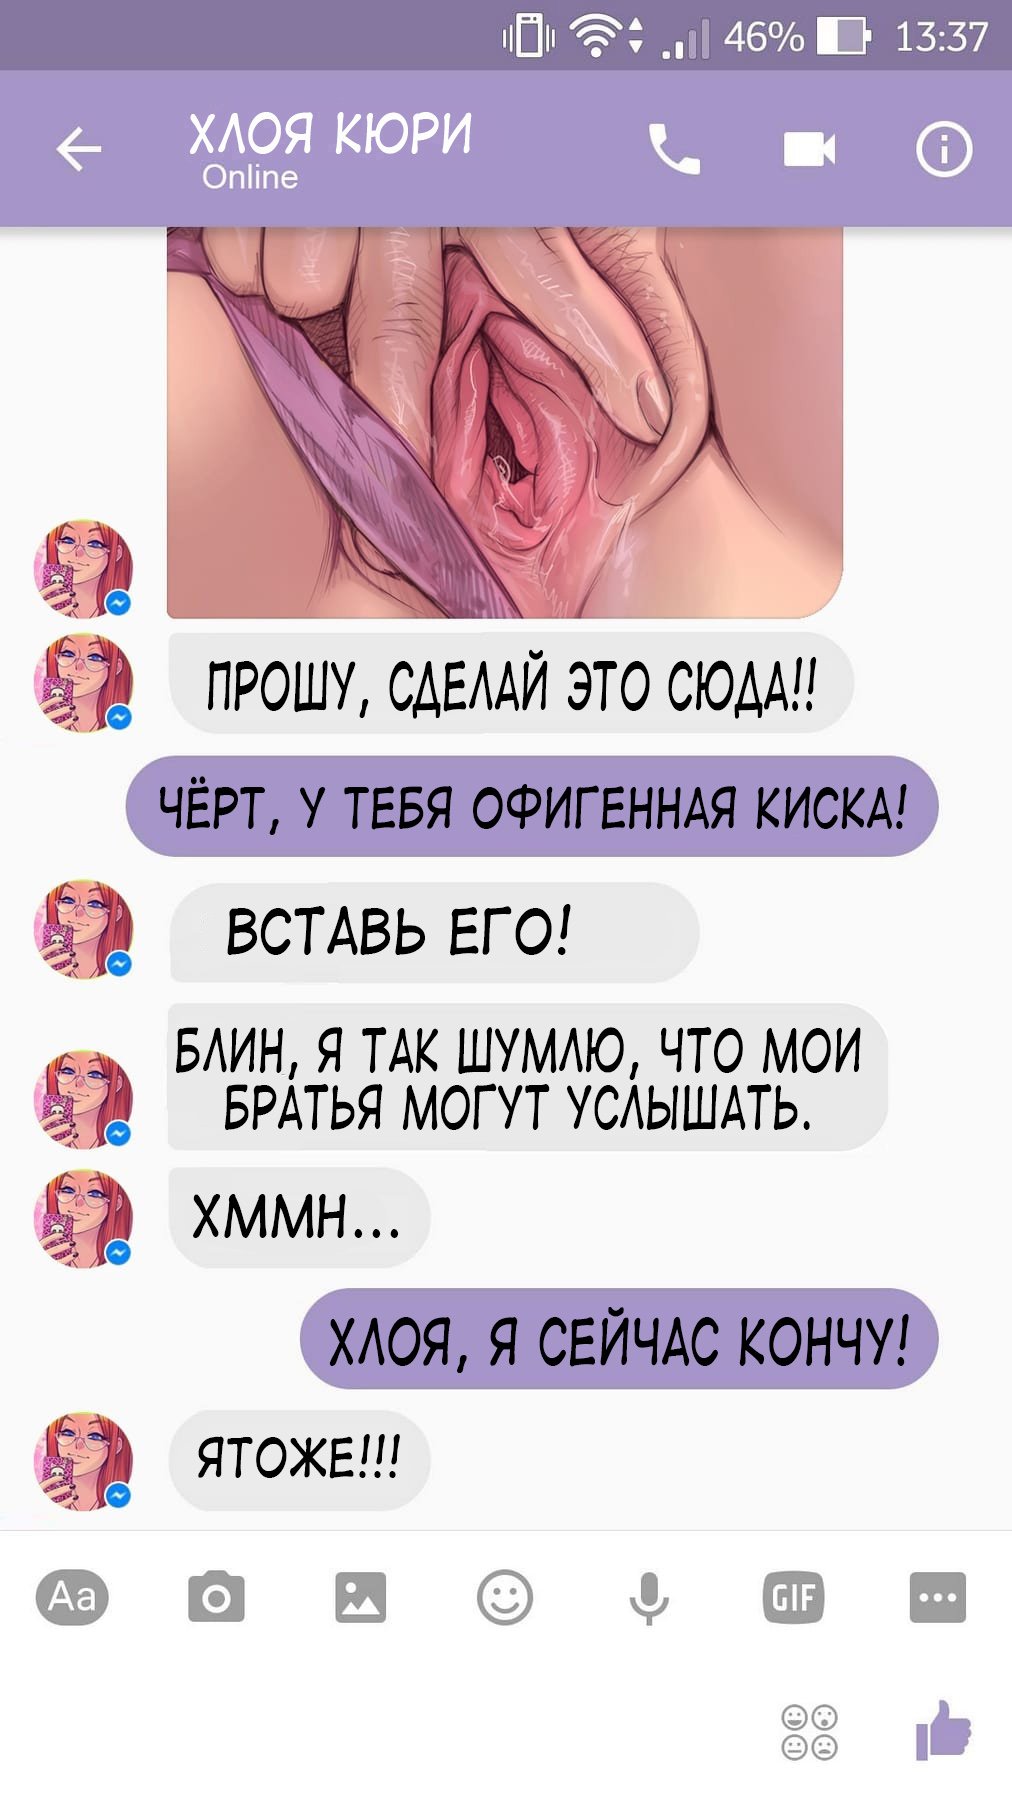 46% 13:37
ХЛОЯ КЮРИ
Online
ПРОШУ, СДЕЛАЙ ЭТО СЮДА!!
ЧЁРТ, У ТЕБЯ ОФИГЕННАЯ КИСКА!
ВСТАВЬ ЕГО!
БЛИН, Я ТАК ШУМЛЮ, ЧТО МОИ
БРАТЬЯ МОГУТ УСЛЫШАТЬ.
ХММН...
ХЛОЯ, Я СЕЙЧАС КОНЧУ!
ЯТОЖЕ!!!
Aa
GIF